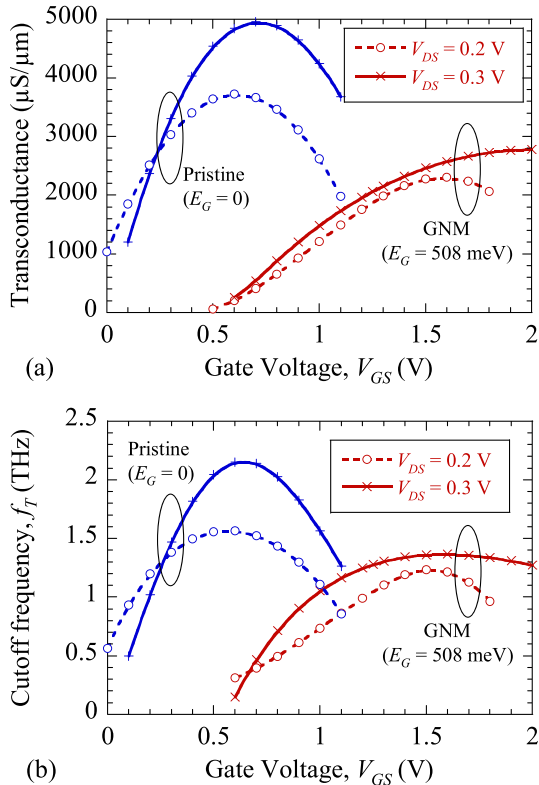 5000
4000
3000
2000
1000
0
Transconductance (µS/µm)
V_DS = 0.2 V
V_DS = 0.3 V
Pristine
(E_G = 0)
GNM
(E_G = 508 meV)
0 0.5 1 1.5 2
(a) Gate Voltage, V_GS (V)
2.5
2
1.5
1
0.5
0
Cutoff frequency, f_T (THz)
Pristine
(E_G = 0)
V_DS = 0.2 V
V_DS = 0.3 V
GNM
(E_G = 508 meV)
0 0.5 1 1.5 2
(b) Gate Voltage, V_GS (V)